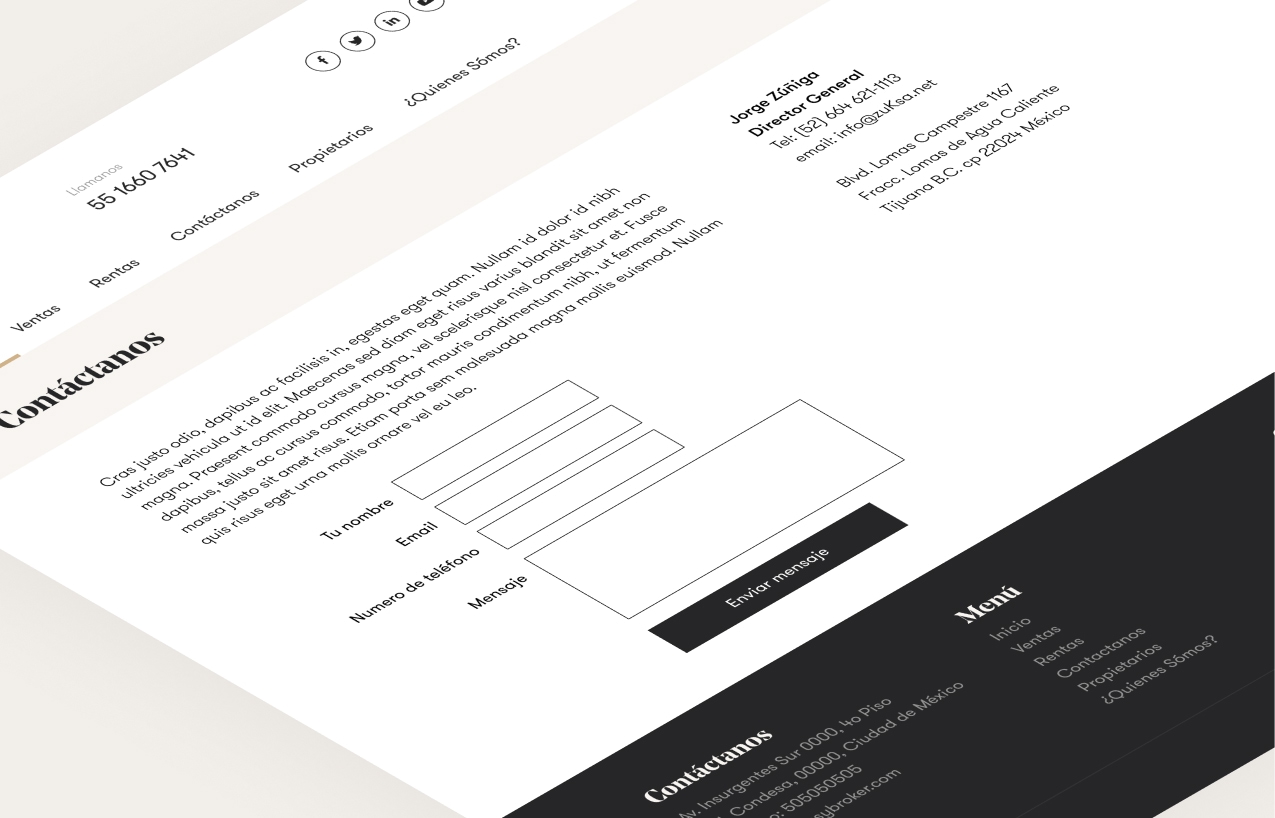 Llamanos
55 1660 7641
Ventas
Rentas
Contáctanos
Propietarios
¿Quienes Sómos?
Contáctanos
Cras justo odio, dapibus ac facilisis in, egestas eget quam. Nullam id dolor id nibh
ultricies vehicula ut id elit. Maecenas sed diam eget risus varius blandit sit amet non
magna. Praesent commodo cursus magna, vel scelerisque nisl consectetur et. Fusce
dapibus, tellus ac cursus commodo, tortor mauris condimentum nibh, ut fermentum
massa justo sit amet risus. Etiam porta sem malesuada magna mollis euismod. Nullam
quis risus eget urna mollis ornare vel eu leo.
Jorge Zúñiga
Director General
Tel: (52) 664 621-1113
email: info@zuKsa.net
Blvd. Lomas Campestre 1167
Fracc. Lomas de Agua Caliente
Tijuana B.C. cp 22024 México
Tu nombre
Email
Numero de teléfono
Mensaje
Enviar mensaje
Contáctanos
Av. Insurgentes Sur 0000, 4o Piso
Condesa, 00000, Ciudad de México
505050505
Menú
Inicio
Ventas
Rentas
Contactanos
Propietarios
¿Quienes Sómos?